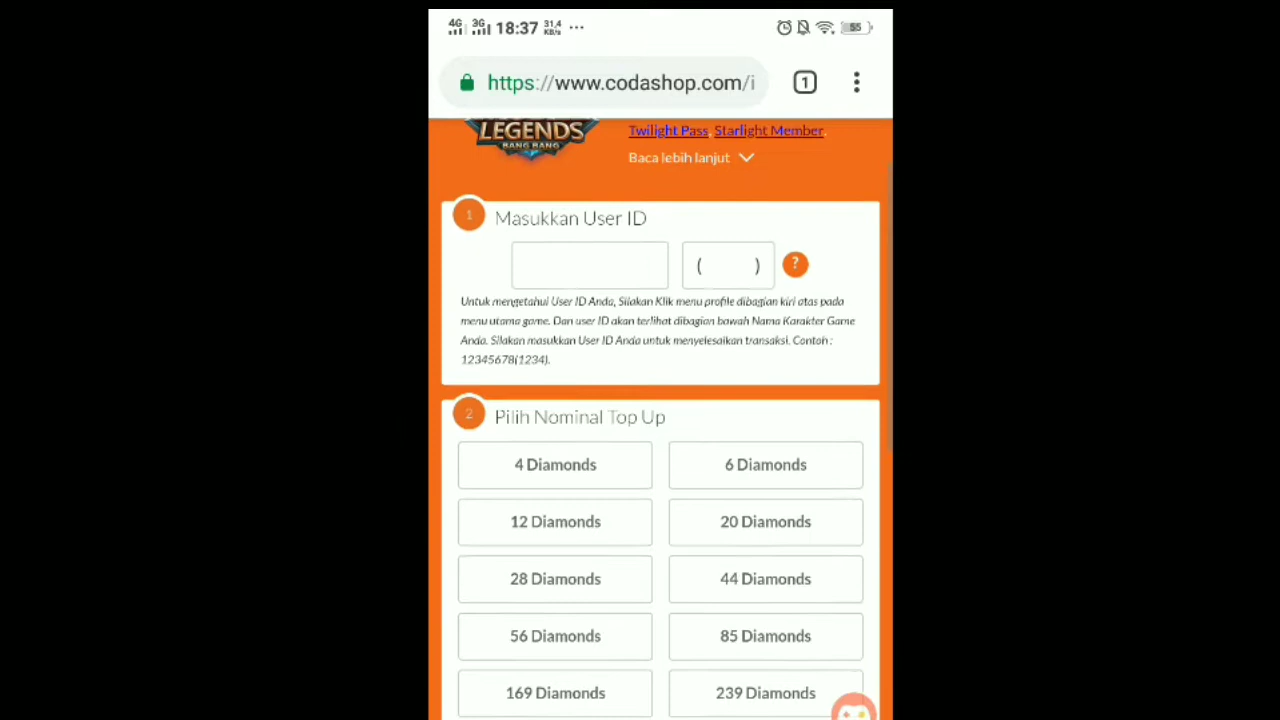 4G 3G 18:37 31,4 KB/s ... 55
https://www.codashop.com/i 1
LEGENDS
BANG BANG
Twilight Pass, Starlight Member.
Baca lebih lanjut
1 Masukkan User ID
( ) ?
Untuk mengetahui User ID Anda, Silakan Klik menu profile dibagian kiri atas pada
menu utama game. Dan user ID akan terlihat dibagian bawah Nama Karakter Game
Anda. Silakan masukkan User ID Anda untuk menyelesaikan transaksi. Contoh :
12345678(1234).
2 Pilih Nominal Top Up
4 Diamonds 6 Diamonds
12 Diamonds 20 Diamonds
28 Diamonds 44 Diamonds
56 Diamonds 85 Diamonds
169 Diamonds 239 Diamonds